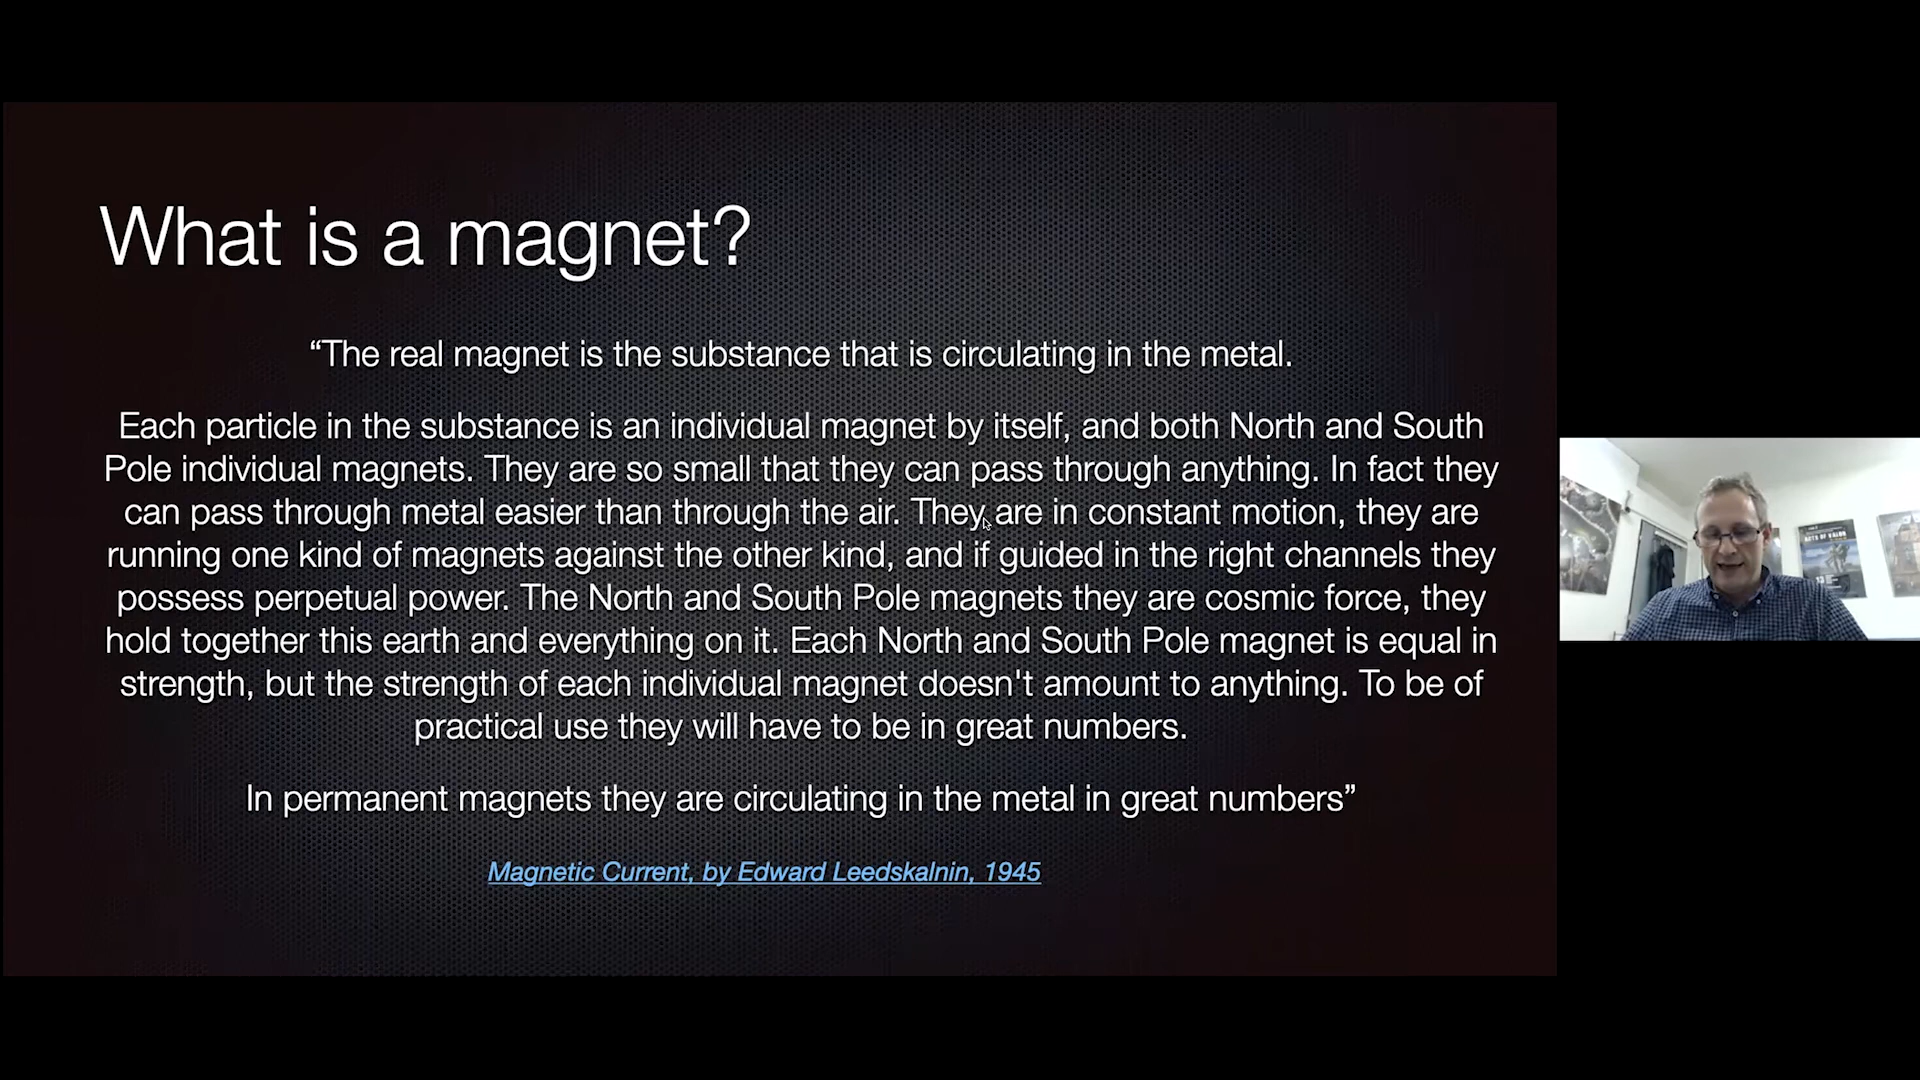 What is a magnet?
“The real magnet is the substance that is circulating in the metal.
Each particle in the substance is an individual magnet by itself, and both North and South
Pole individual magnets. They are so small that they can pass through anything. In fact they
can pass through metal easier than through the air. They are in constant motion, they are
running one kind of magnets against the other kind, and if guided in the right channels they
possess perpetual power. The North and South Pole magnets they are cosmic force, they
hold together this earth and everything on it. Each North and South Pole magnet is equal in
strength, but the strength of each individual magnet doesn't amount to anything. To be of
practical use they will have to be in great numbers.
In permanent magnets they are circulating in the metal in great numbers”
Magnetic Current, by Edward Leedskalnin, 1945
ACTS OF VALOR